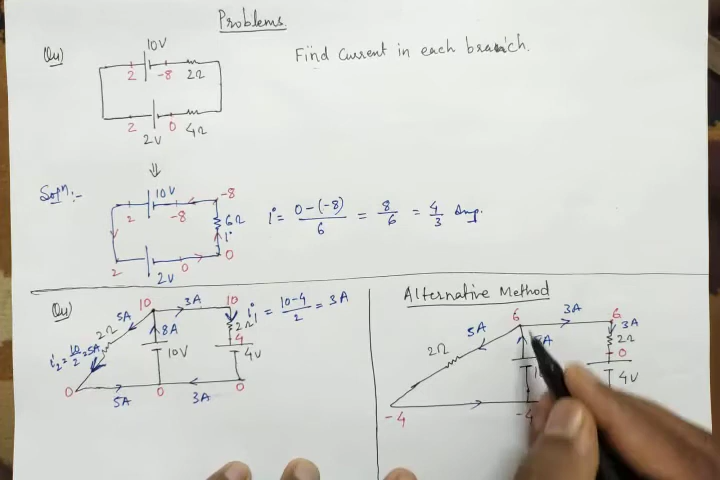 Problems
Qu)
Find Current in each branch.
10V
2 -8 2Ω
2 0 4Ω
2V
⇓
Solⁿ:-
10V -8
2 -8
6Ω
i
2 0 0
2V
i = 0-(-8)/6 = 8/6 = 4/3 Amp.
Qu)
10 3A 10
5A
2Ω
i₂ = 10/2 = 5A
8A
10V
i₁ = 10-4/2 = 3A
2Ω
4
4V
0 0 0
5A 3A
Alternative Method
6 3A 6
5A
2Ω
3A
2Ω
0
4V
-4 -4